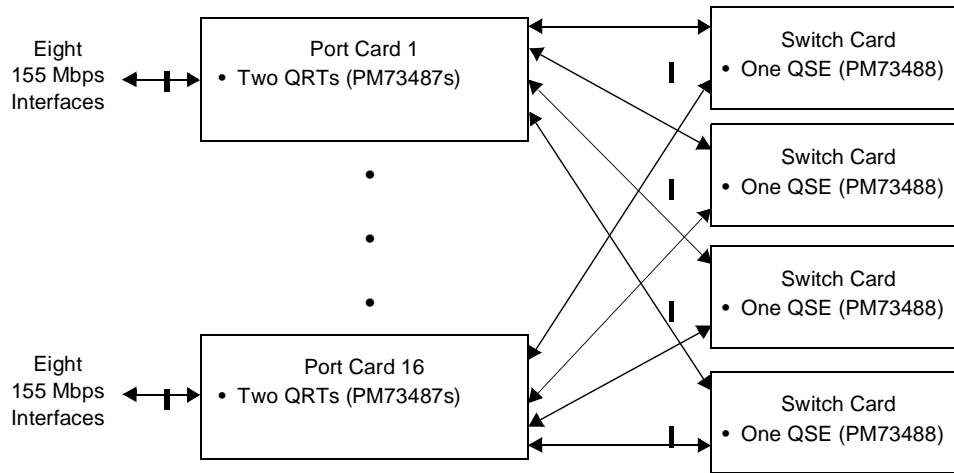 Eight
155 Mbps
Interfaces
Port Card 1
• Two QRTs (PM73487s)
Switch Card
• One QSE (PM73488)
Switch Card
• One QSE (PM73488)
Switch Card
• One QSE (PM73488)
Eight
155 Mbps
Interfaces
Port Card 16
• Two QRTs (PM73487s)
Switch Card
• One QSE (PM73488)